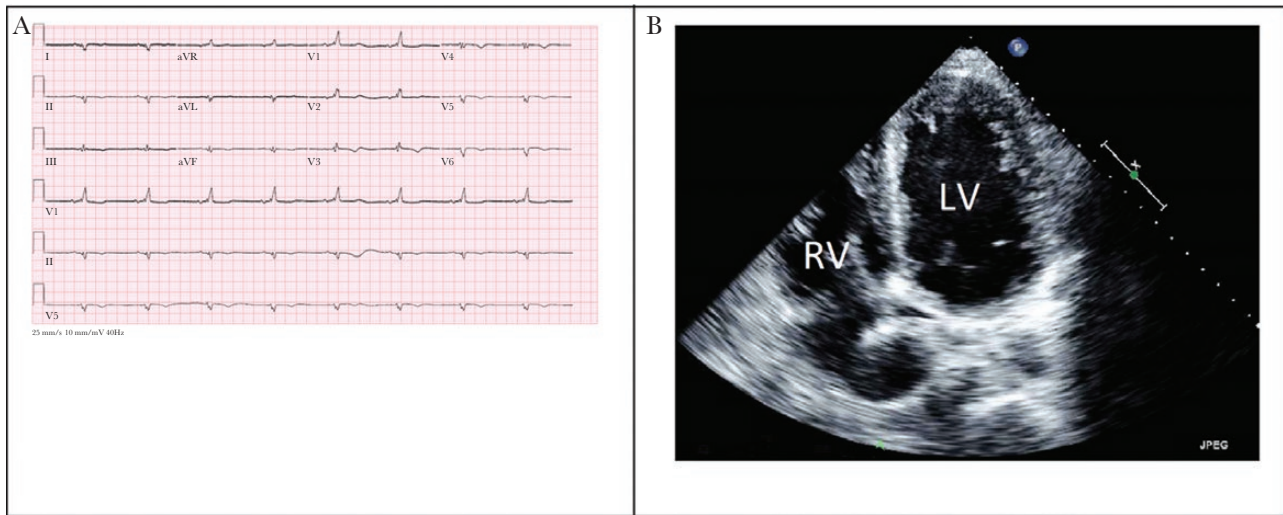 A
I aVR V1 V4
II aVL V2 V5
III aVF V3 V6
V1
II
V5
25 mm/s 10 mm/mV 40Hz
B
P
LV
RV
X
JPEG